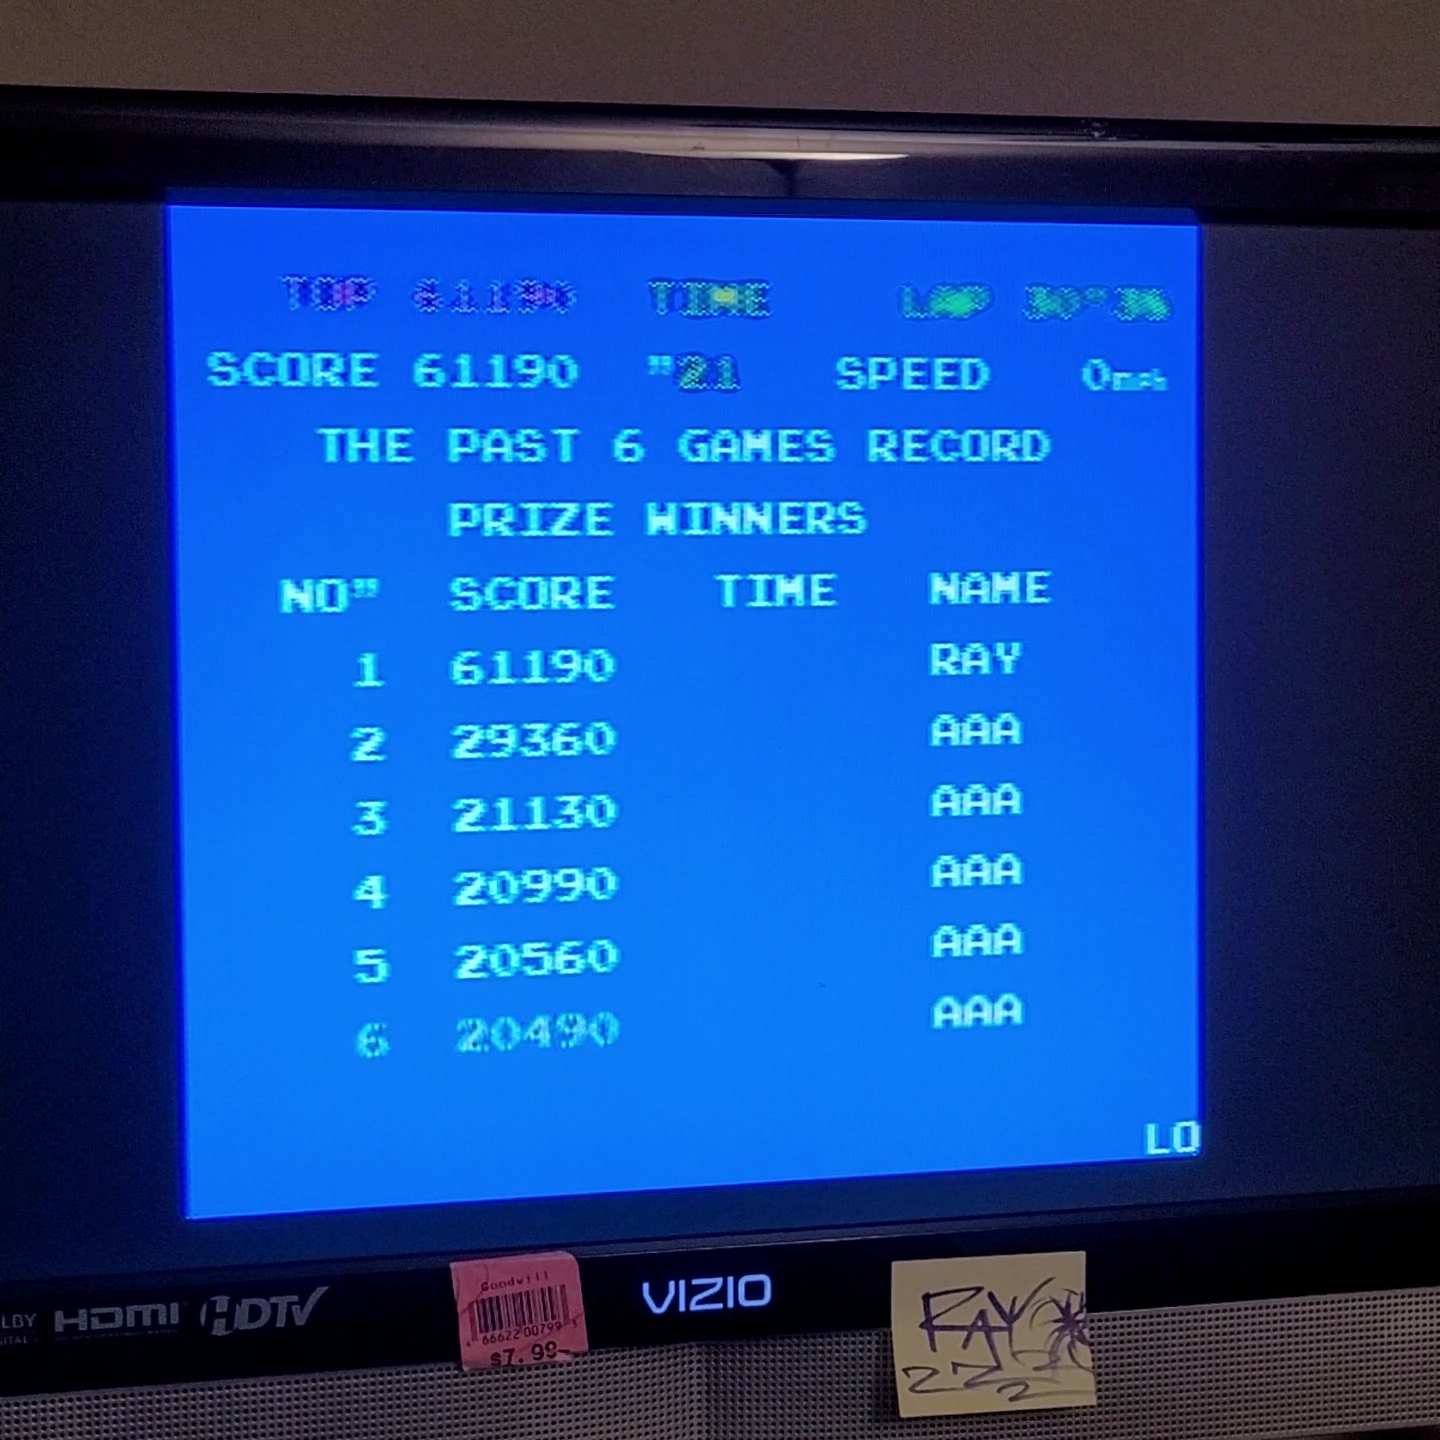 TOP 61190 TIME LAP 30"36
SCORE 61190 "21 SPEED 0mph
THE PAST 6 GAMES RECORD
PRIZE WINNERS
NO" SCORE TIME NAME
1 61190 RAY
2 29360 AAA
3 21130 AAA
4 20990 AAA
5 20560 AAA
6 20490 AAA
LO
HDMI HDTV
Goodwill
$7.99
VIZIO
RAY